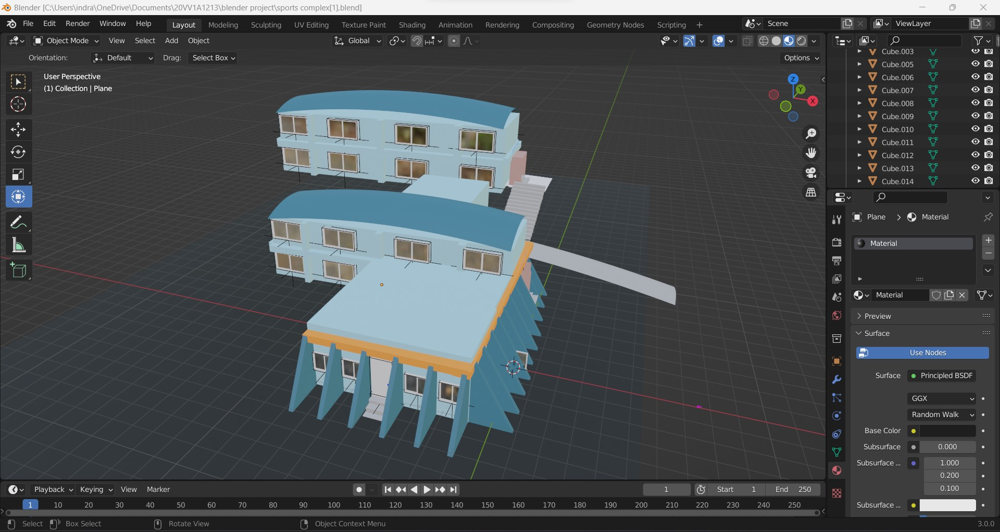 Blender [C:\Users\indra\OneDrive\Documents\20VV1A1213\blender project\sports complex[1].blend]
File Edit Render Window Help Layout Modeling Sculpting UV Editing Texture Paint Shading Animation Rendering Compositing Geometry Nodes Scripting + Scene ViewLayer
Object Mode View Select Add Object Global
Orientation: Default Drag: Select Box Options
User Perspective
(1) Collection | Plane
Z
Y
X
Cube.003
Cube.005
Cube.006
Cube.007
Cube.008
Cube.009
Cube.010
Cube.011
Cube.012
Cube.013
Cube.014
Plane > Material
Material
Material
Preview
Surface
Use Nodes
Surface Principled BSDF
GGX
Random Walk
Base Color
Subsurface 0.000
Subsurface ... 1.000
0.200
0.100
Subsurface ...
Playback Keying View Marker 1 Start 1 End 250
1 10 20 30 40 50 60 70 80 90 100 110 120 130 140 150 160 170 180 190 200 210 220 230 240 250
Select Box Select Rotate View Object Context Menu 3.0.0